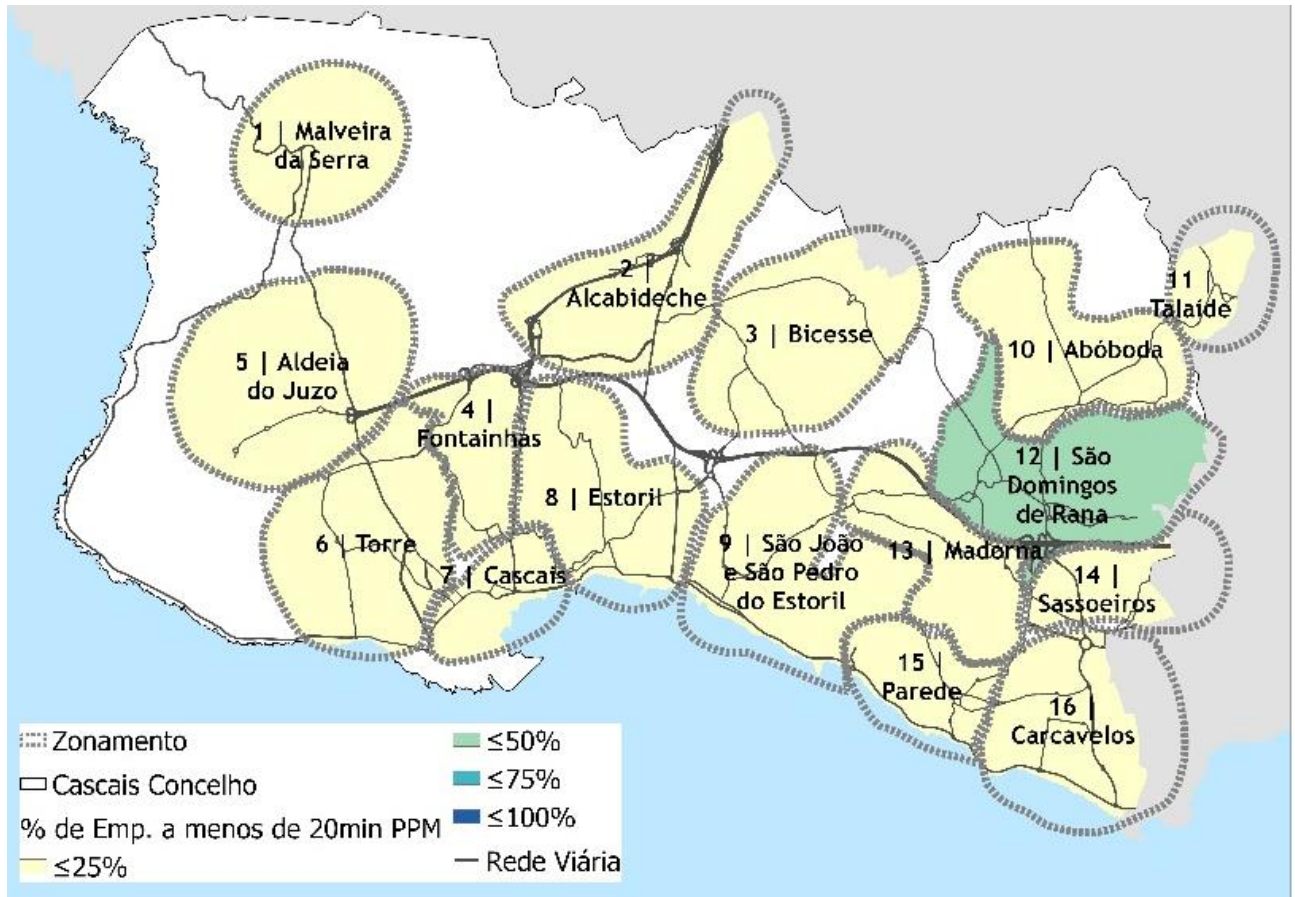 1 | Malveira
da Serra
2 |
Alcabideche
3 | Bicesse
11 |
Talaíde
10 | Abóboda
5 | Aldeia
do Juzo
4 |
Fontainhas
12 | São
Domingos
de Rana
8 | Estoril
6 | Torre
7 | Cascais
9 | São João
e São Pedro
do Estoril
13 | Madorna
14 |
Sassoeiros
15 |
Parede
16 |
Carcavelos
Zonamento
Cascais Concelho
% de Emp. a menos de 20min PPM
≤25%
≤50%
≤75%
≤100%
Rede Viária